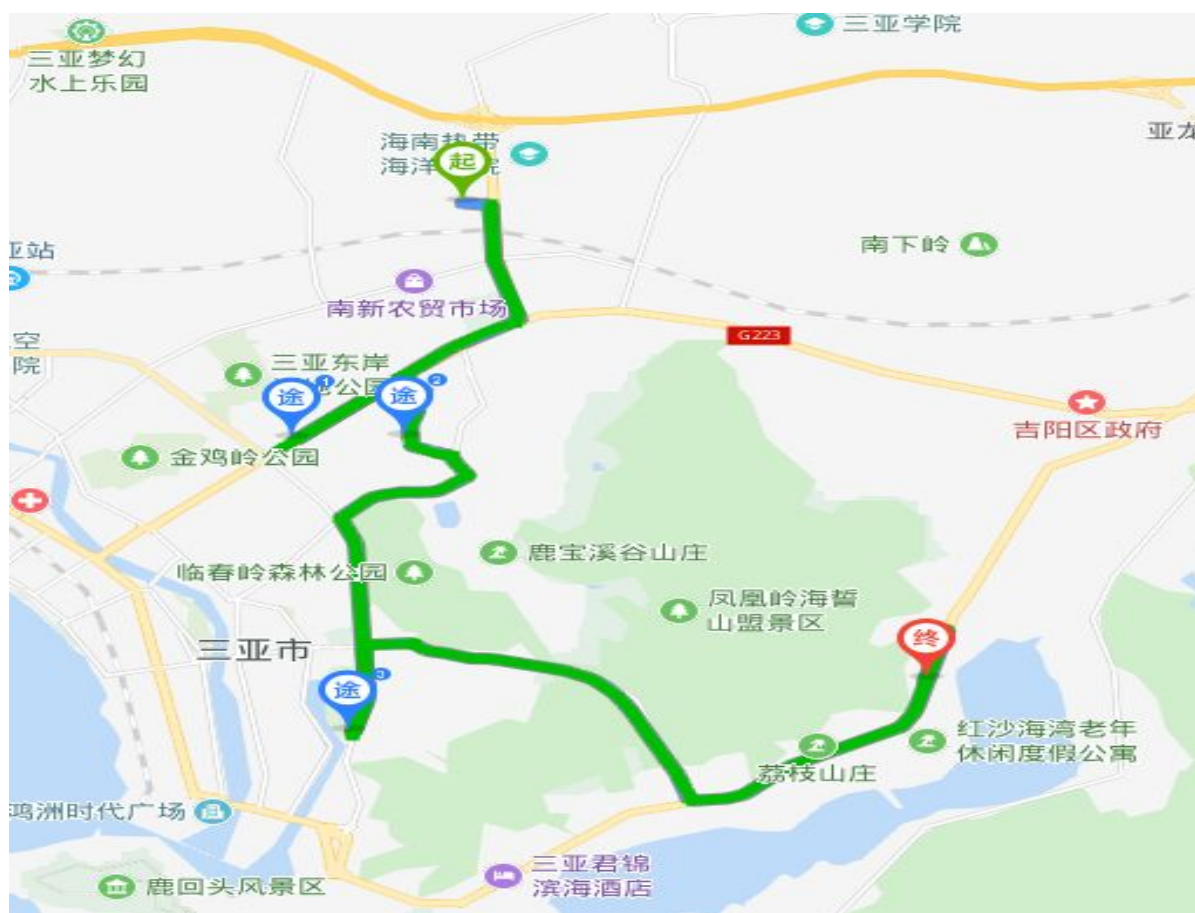 三亚学院
三亚梦幻
水上乐园
亚龙
海南热带
海洋
院
起
亚站
南下岭
南新农贸市场
G223
空
院
三亚东岸
公园
途
1
途
2
吉阳区政府
金鸡岭公园
鹿宝溪谷山庄
临春岭森林公园
凤凰岭海誓
山盟景区
三亚市
终
途
3
红沙海湾老年
休闲度假公寓
荔枝山庄
鸿洲时代广场
三亚君锦
滨海酒店
鹿回头风景区